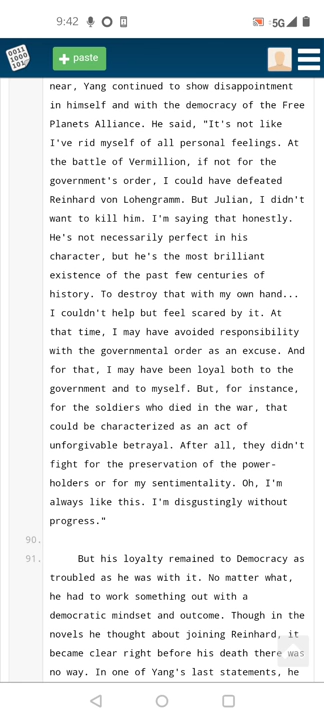 9:42
5G
0011
1000
101
paste
near, Yang continued to show disappointment
in himself and with the democracy of the Free
Planets Alliance. He said, "It's not like
I've rid myself of all personal feelings. At
the battle of Vermillion, if not for the
government's order, I could have defeated
Reinhard von Lohengramm. But Julian, I didn't
want to kill him. I'm saying that honestly.
He's not necessarily perfect in his
character, but he's the most brilliant
existence of the past few centuries of
history. To destroy that with my own hand...
I couldn't help but feel scared by it. At
that time, I may have avoided responsibility
with the governmental order as an excuse. And
for that, I may have been loyal both to the
government and to myself. But, for instance,
for the soldiers who died in the war, that
could be characterized as an act of
unforgivable betrayal. After all, they didn't
fight for the preservation of the power-
holders or for my sentimentality. Oh, I'm
always like this. I'm disgustingly without
progress."
90.
91. But his loyalty remained to Democracy as
troubled as he was with it. No matter what,
he had to work something out with a
democratic mindset and outcome. Though in the
novels he thought about joining Reinhard, it
became clear right before his death there was
no way. In one of Yang's last statements, he